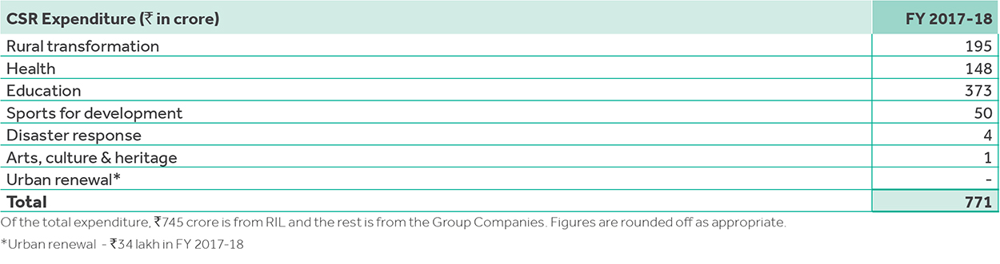 CSR Expenditure (₹ in crore) FY 2017-18
Rural transformation 195
Health 148
Education 373
Sports for development 50
Disaster response 4
Arts, culture & heritage 1
Urban renewal* -
Total 771
Of the total expenditure, ₹745 crore is from RIL and the rest is from the Group Companies. Figures are rounded off as appropriate.
*Urban renewal - ₹34 lakh in FY 2017-18